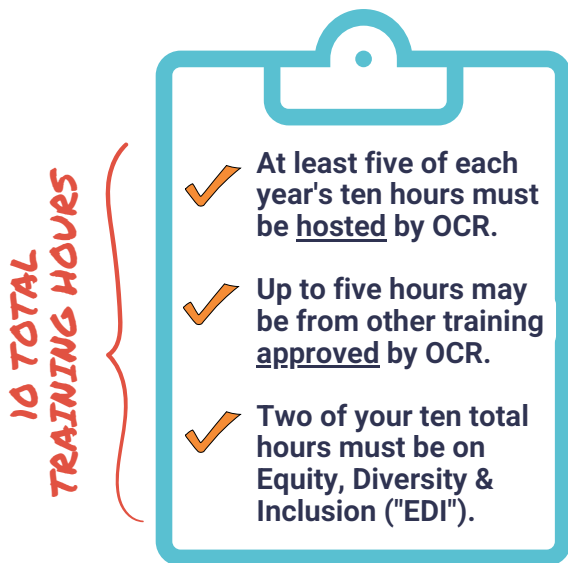 10 TOTAL
TRAINING HOURS
At least five of each
year's ten hours must
be hosted by OCR.
Up to five hours may
be from other training
approved by OCR.
Two of your ten total
hours must be on
Equity, Diversity &
Inclusion ("EDI").